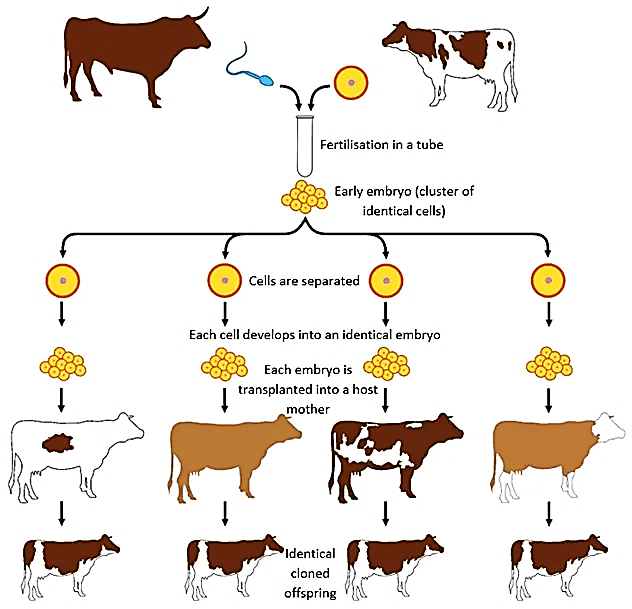 Fertilisation in a tube
Early embryo (cluster of
identical cells)
Cells are separated
Each cell develops into an identical embryo
Each embryo is
transplanted into a host
mother
Identical
cloned
offspring